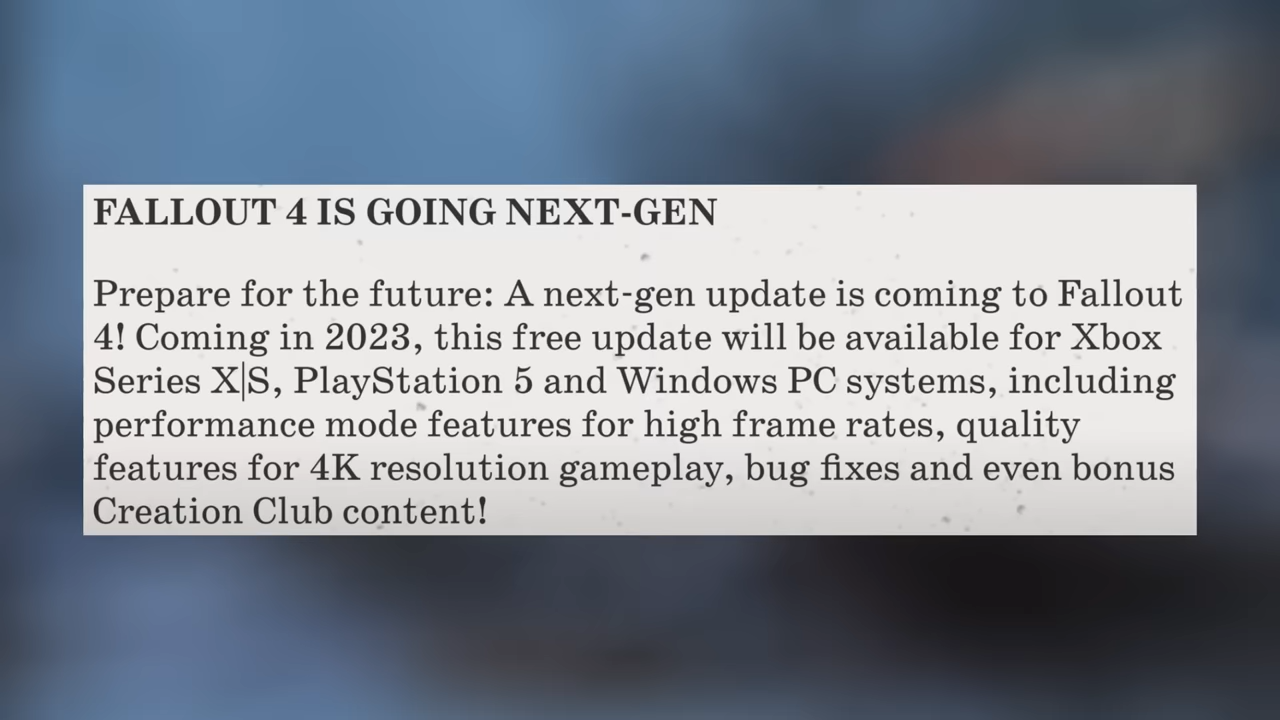 FALLOUT 4 IS GOING NEXT-GEN
Prepare for the future: A next-gen update is coming to Fallout
4! Coming in 2023, this free update will be available for Xbox
Series X|S, PlayStation 5 and Windows PC systems, including
performance mode features for high frame rates, quality
features for 4K resolution gameplay, bug fixes and even bonus
Creation Club content!